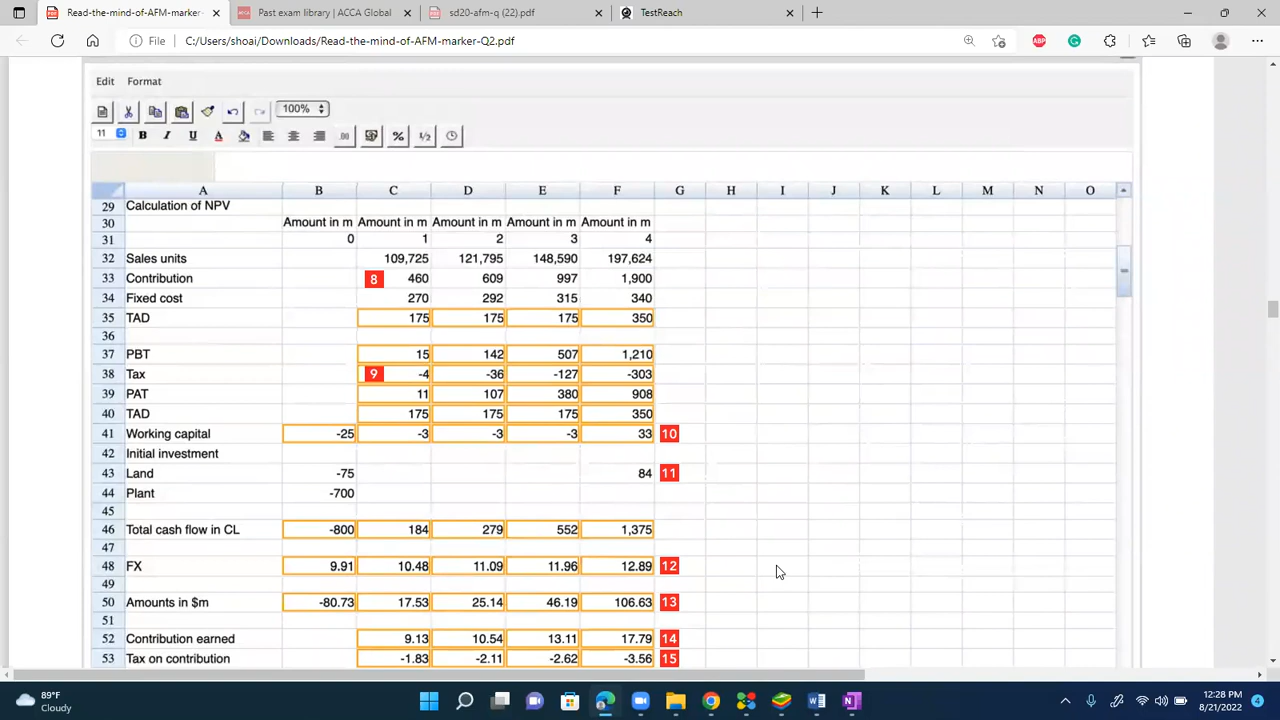 Read-the-mind-of-AFM-marker-
Past exam library | ACCA Global
sd20-afm-q (22).pdf
TestReach
File
C:/Users/shoai/Downloads/Read-the-mind-of-AFM-marker-Q2.pdf
ABP
Edit Format
100%
11 B I U A .00 % 1/2
A B C D E F G H I J K L M N O
29 Calculation of NPV
30 Amount in m Amount in m Amount in m Amount in m Amount in m
31 0 1 2 3 4
32 Sales units 109,725 121,795 148,590 197,624
33 Contribution 8 460 609 997 1,900
34 Fixed cost 270 292 315 340
35 TAD 175 175 175 350
36
37 PBT 15 142 507 1,210
38 Tax 9 -4 -36 -127 -303
39 PAT 11 107 380 908
40 TAD 175 175 175 350
41 Working capital -25 -3 -3 -3 33 10
42 Initial investment
43 Land -75 84 11
44 Plant -700
45
46 Total cash flow in CL -800 184 279 552 1,375
47
48 FX 9.91 10.48 11.09 11.96 12.89 12
49
50 Amounts in $m -80.73 17.53 25.14 46.19 106.63 13
51
52 Contribution earned 9.13 10.54 13.11 17.79 14
53 Tax on contribution -1.83 -2.11 -2.62 -3.56 15
89°F
Cloudy
12:28 PM
8/21/2022